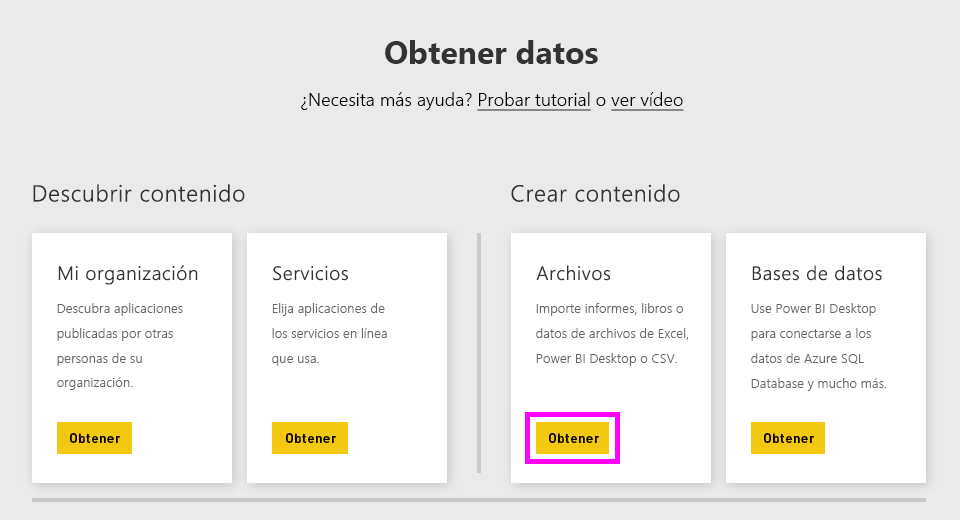 Obtener datos
¿Necesita más ayuda? Probar tutorial o ver vídeo
Descubrir contenido
Mi organización
Descubra aplicaciones
publicadas por otras
personas de su
organización.
Obtener
Servicios
Elija aplicaciones de
los servicios en línea
que usa.
Obtener
Crear contenido
Archivos
Importe informes, libros o
datos de archivos de Excel,
Power BI Desktop o CSV.
Obtener
Bases de datos
Use Power BI Desktop
para conectarse a los
datos de Azure SQL
Database y mucho más.
Obtener